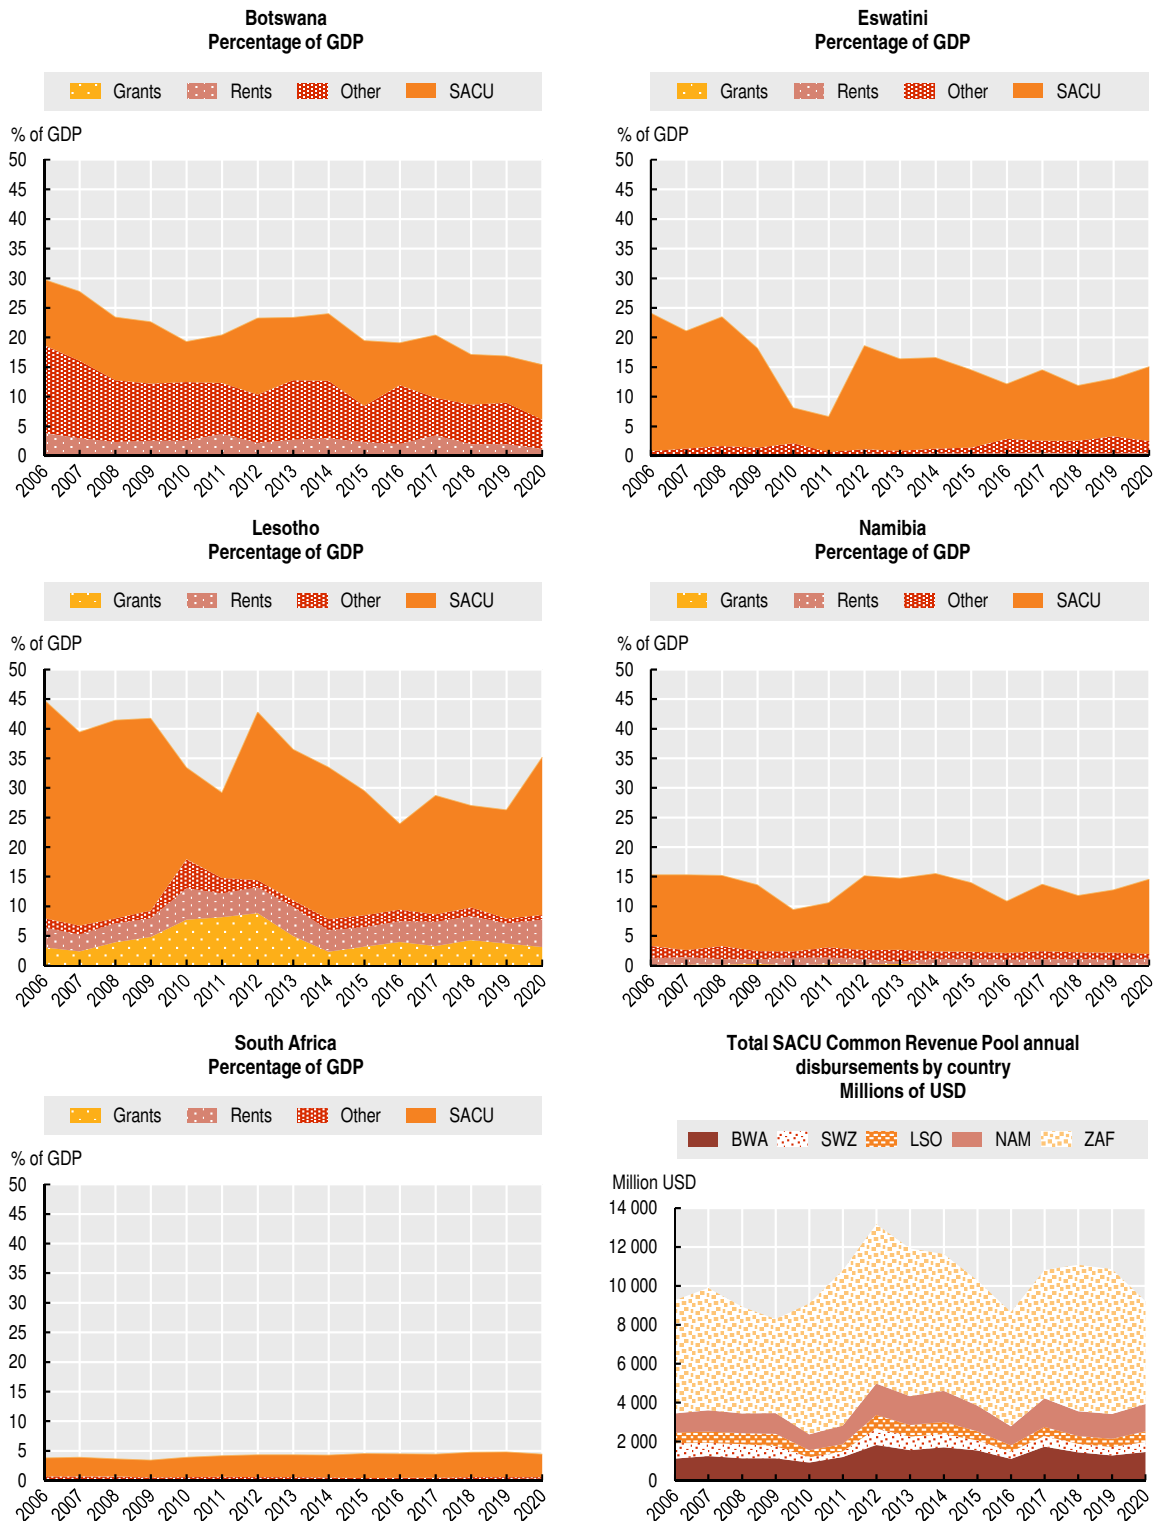 Botswana
Percentage of GDP
Grants Rents Other SACU
% of GDP
50
45
40
35
30
25
20
15
10
5
0
2006 2007 2008 2009 2010 2011 2012 2013 2014 2015 2016 2017 2018 2019 2020
Eswatini
Percentage of GDP
Grants Rents Other SACU
% of GDP
50
45
40
35
30
25
20
15
10
5
0
2006 2007 2008 2009 2010 2011 2012 2013 2014 2015 2016 2017 2018 2019 2020
Lesotho
Percentage of GDP
Grants Rents Other SACU
% of GDP
50
45
40
35
30
25
20
15
10
5
0
2006 2007 2008 2009 2010 2011 2012 2013 2014 2015 2016 2017 2018 2019 2020
Namibia
Percentage of GDP
Grants Rents Other SACU
% of GDP
50
45
40
35
30
25
20
15
10
5
0
2006 2007 2008 2009 2010 2011 2012 2013 2014 2015 2016 2017 2018 2019 2020
South Africa
Percentage of GDP
Grants Rents Other SACU
% of GDP
50
45
40
35
30
25
20
15
10
5
0
2006 2007 2008 2009 2010 2011 2012 2013 2014 2015 2016 2017 2018 2019 2020
Total SACU Common Revenue Pool annual
disbursements by country
Millions of USD
BWA SWZ LSO NAM ZAF
Million USD
14 000
12 000
10 000
8 000
6 000
4 000
2 000
0
2006 2007 2008 2009 2010 2011 2012 2013 2014 2015 2016 2017 2018 2019 2020